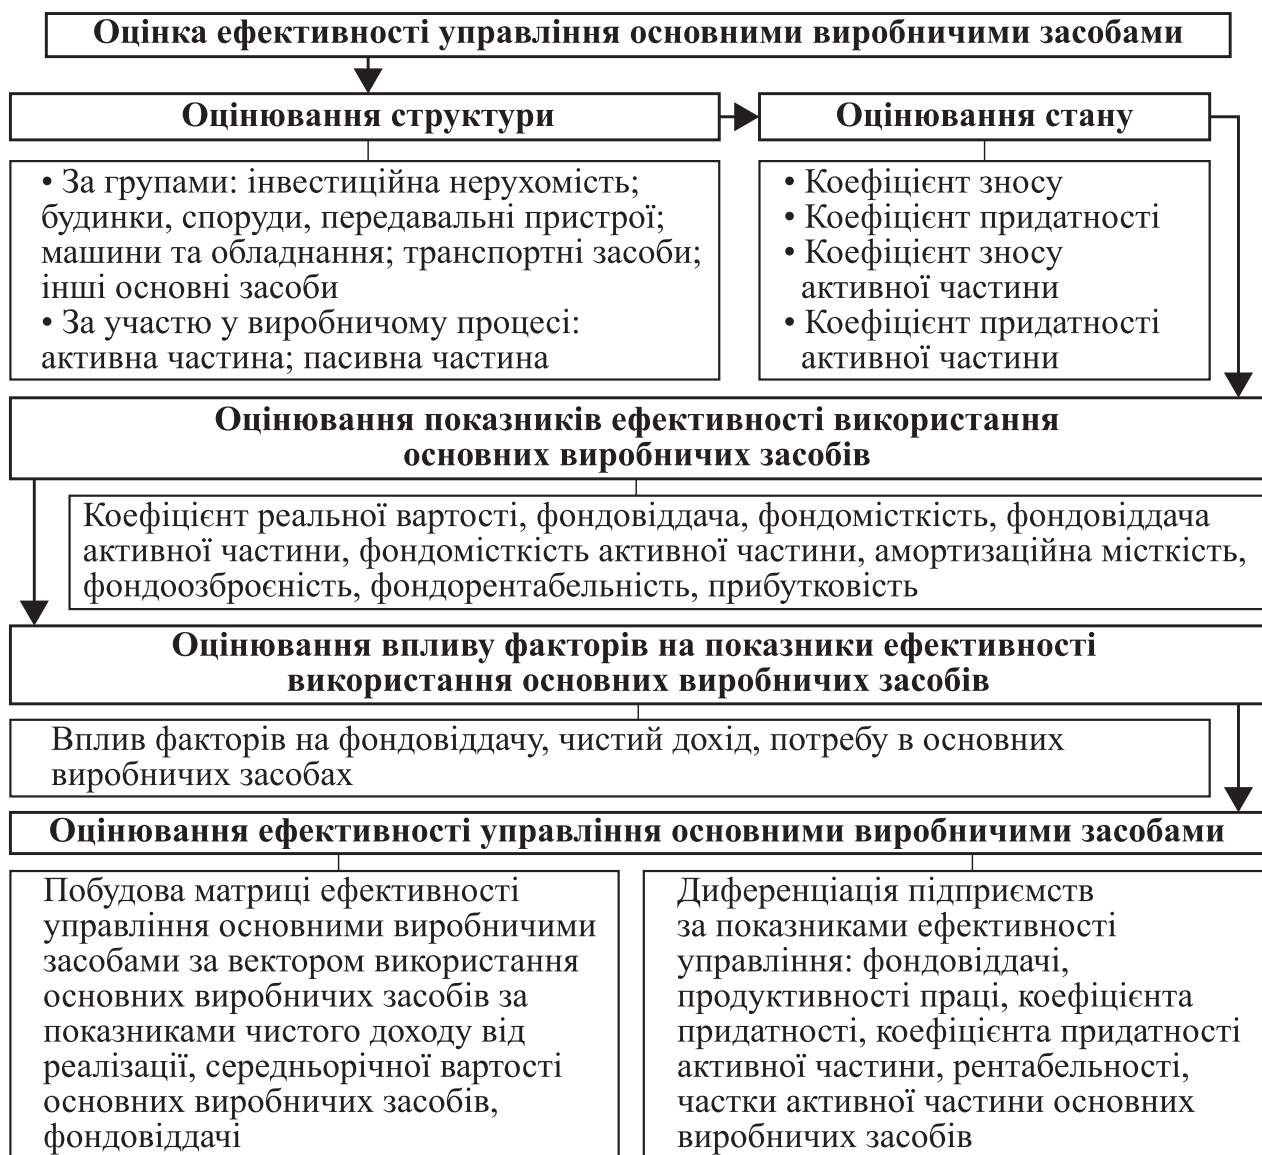 Оцінка ефективності управління основними виробничими засобами
Оцінювання структури
• За групами: інвестиційна нерухомість;
будинки, споруди, передавальні пристрої;
машини та обладнання; транспортні засоби;
інші основні засоби
• За участю у виробничому процесі:
активна частина; пасивна частина
Оцінювання стану
• Коефіцієнт зносу
• Коефіцієнт придатності
• Коефіцієнт зносу
активної частини
• Коефіцієнт придатності
активної частини
Оцінювання показників ефективності використання
основних виробничих засобів
Коефіцієнт реальної вартості, фондовіддача, фондомісткість, фондовіддача
активної частини, фондомісткість активної частини, амортизаційна місткість,
фондоозброєність, фондорентабельність, прибутковість
Оцінювання впливу факторів на показники ефективності
використання основних виробничих засобів
Вплив факторів на фондовіддачу, чистий дохід, потребу в основних
виробничих засобах
Оцінювання ефективності управління основними виробничими засобами
Побудова матриці ефективності
управління основними виробничими
засобами за вектором використання
основних виробничих засобів за
показниками чистого доходу від
реалізації, середньорічної вартості
основних виробничих засобів,
фондовіддачі
Диференціація підприємств
за показниками ефективності
управління: фондовіддачі,
продуктивності праці, коефіцієнта
придатності, коефіцієнта придатності
активної частини, рентабельності,
частки активної частини основних
виробничих засобів